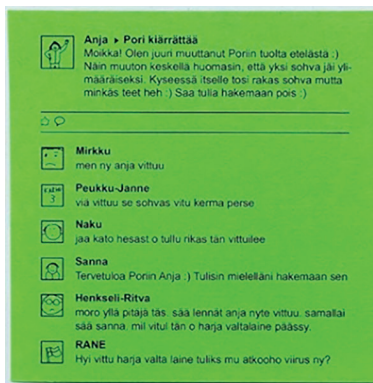 Anja ▸ Pori kiärrättää
Moikka! Olen juuri muuttanut Poriin tuolta etelästä :)
Näin muuton keskellä huomasin, että yksi sohva jäi yli-
määräiseksi. Kyseessä itselle tosi rakas sohva mutta
minkäs teet heh :) Saa tulla hakemaan pois :)
Mirkku
men ny anja vittuu
RADIO
3
Peukku-Janne
viä vittuu se sohvas vitu kerma perse
Naku
jaa kato hesast o tullu rikas tän vittuilee
Sanna
Tervetuloa Poriin Anja :) Tulisin mielelläni hakemaan sen
Henkseli-Ritva
moro yllä pitäjä täs. sää lennät anja nyte vittuu. samallai
sää sanna. mil vitul tän o harja valtalaine päässy.
RANE
Hyi vittu harja valta laine tuliks mu atkooho viirus ny?